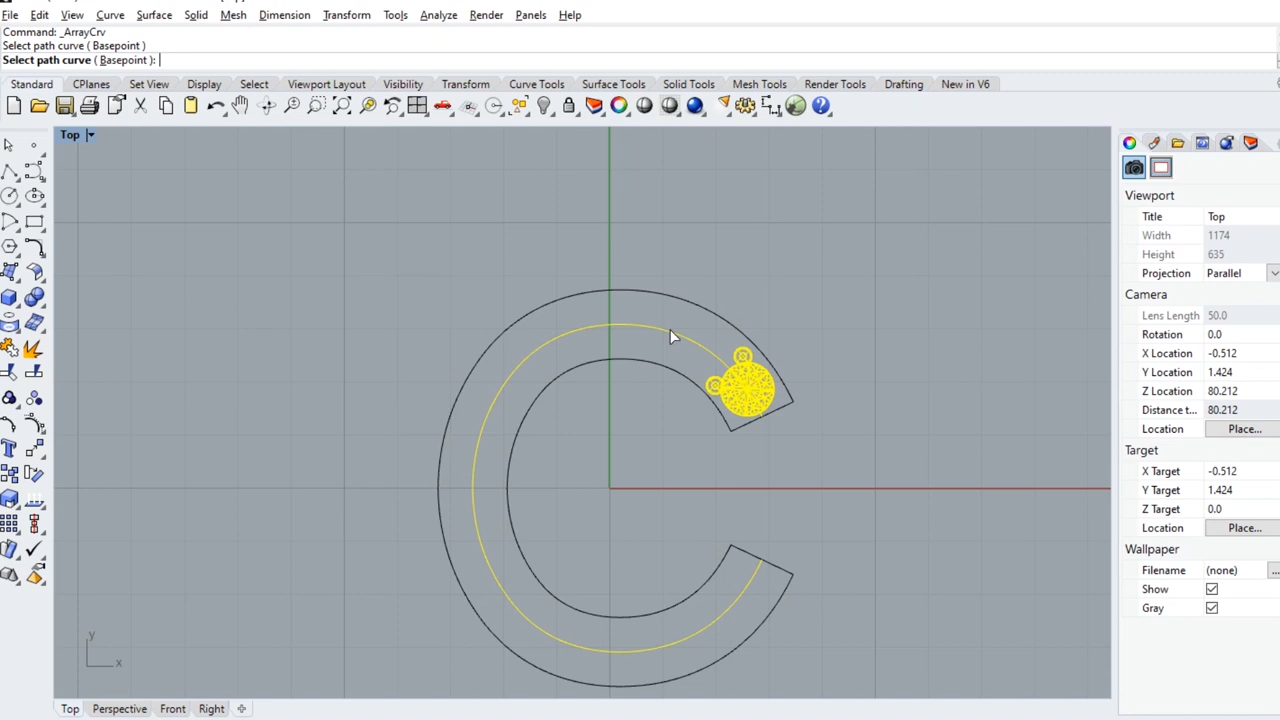 File Edit View Curve Surface Solid Mesh Dimension Transform Tools Analyze Render Panels Help
Command: _ArrayCrv
Select path curve ( Basepoint )
Select path curve ( Basepoint ):
Standard CPlanes Set View Display Select Viewport Layout Visibility Transform Curve Tools Surface Tools Solid Tools Mesh Tools Render Tools Drafting New in V6
Top
Viewport
Title Top
Width 1174
Height 635
Projection Parallel
Camera
Lens Length 50.0
Rotation 0.0
X Location -0.512
Y Location 1.424
Z Location 80.212
Distance t... 80.212
Location Place...
Target
X Target -0.512
Y Target 1.424
Z Target 0.0
Location Place...
Wallpaper
Filename (none) ...
Show
Gray
y
x
Top Perspective Front Right